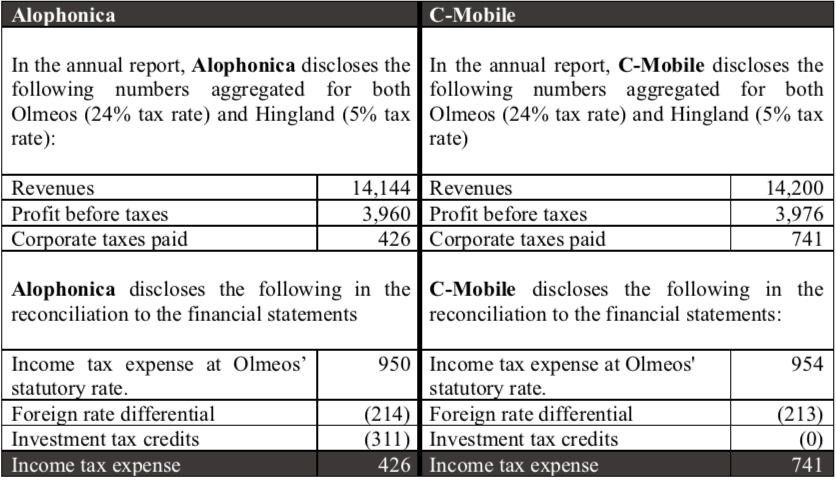 Alophonica
C-Mobile
In the annual report, Alophonica discloses the
following numbers aggregated for both
Olmeos (24% tax rate) and Hingland (5% tax
rate):
In the annual report, C-Mobile discloses the
following numbers aggregated for both
Olmeos (24% tax rate) and Hingland (5% tax
rate)
Revenues 14,144
Revenues 14,200
Profit before taxes 3,960
Profit before taxes 3,976
Corporate taxes paid 426
Corporate taxes paid 741
Alophonica discloses the following in the
reconciliation to the financial statements
C-Mobile discloses the following in the
reconciliation to the financial statements:
Income tax expense at Olmeos’ 950
statutory rate.
Income tax expense at Olmeos' 954
statutory rate.
Foreign rate differential (214)
Foreign rate differential (213)
Investment tax credits (311)
Investment tax credits (0)
Income tax expense 426
Income tax expense 741